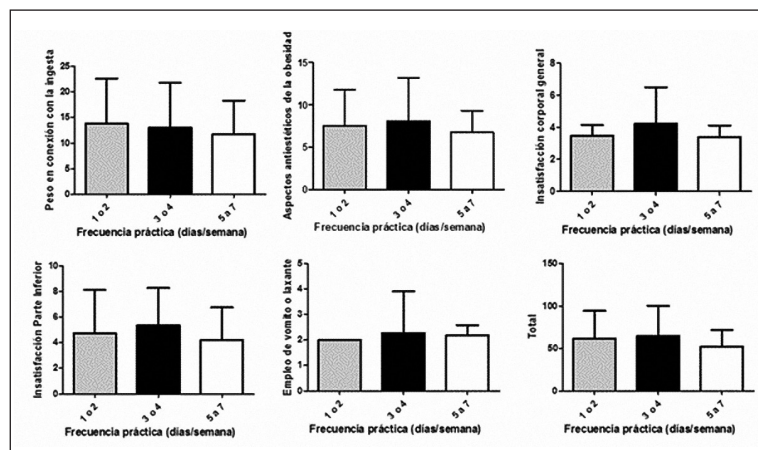 Peso en conexión con la ingesta
25
20
15
10
5
0
1 o 2
3 o 4
5 a 7
Frecuencia práctica (días/semana)
Aspectos antiestéticos de la obesidad
15
10
5
0
1 o 2
3 o 4
5 a 7
Frecuencia práctica (días/semana)
Insatisfacción corporal general
8
6
4
2
0
1 o 2
3 o 4
5 a 7
Frecuencia práctica (días/semana)
Insatisfacción Parte Inferior
10
8
6
4
2
0
1 o 2
3 o 4
5 a 7
Frecuencia práctica (días/semana)
Empleo de vomito o laxante
5
4
3
2
1
0
1 o 2
3 o 4
5 a 7
Frecuencia práctica (días/semana)
Total
150
100
50
0
1 o 2
3 o 4
5 a 7
Frecuencia práctica (días/semana)